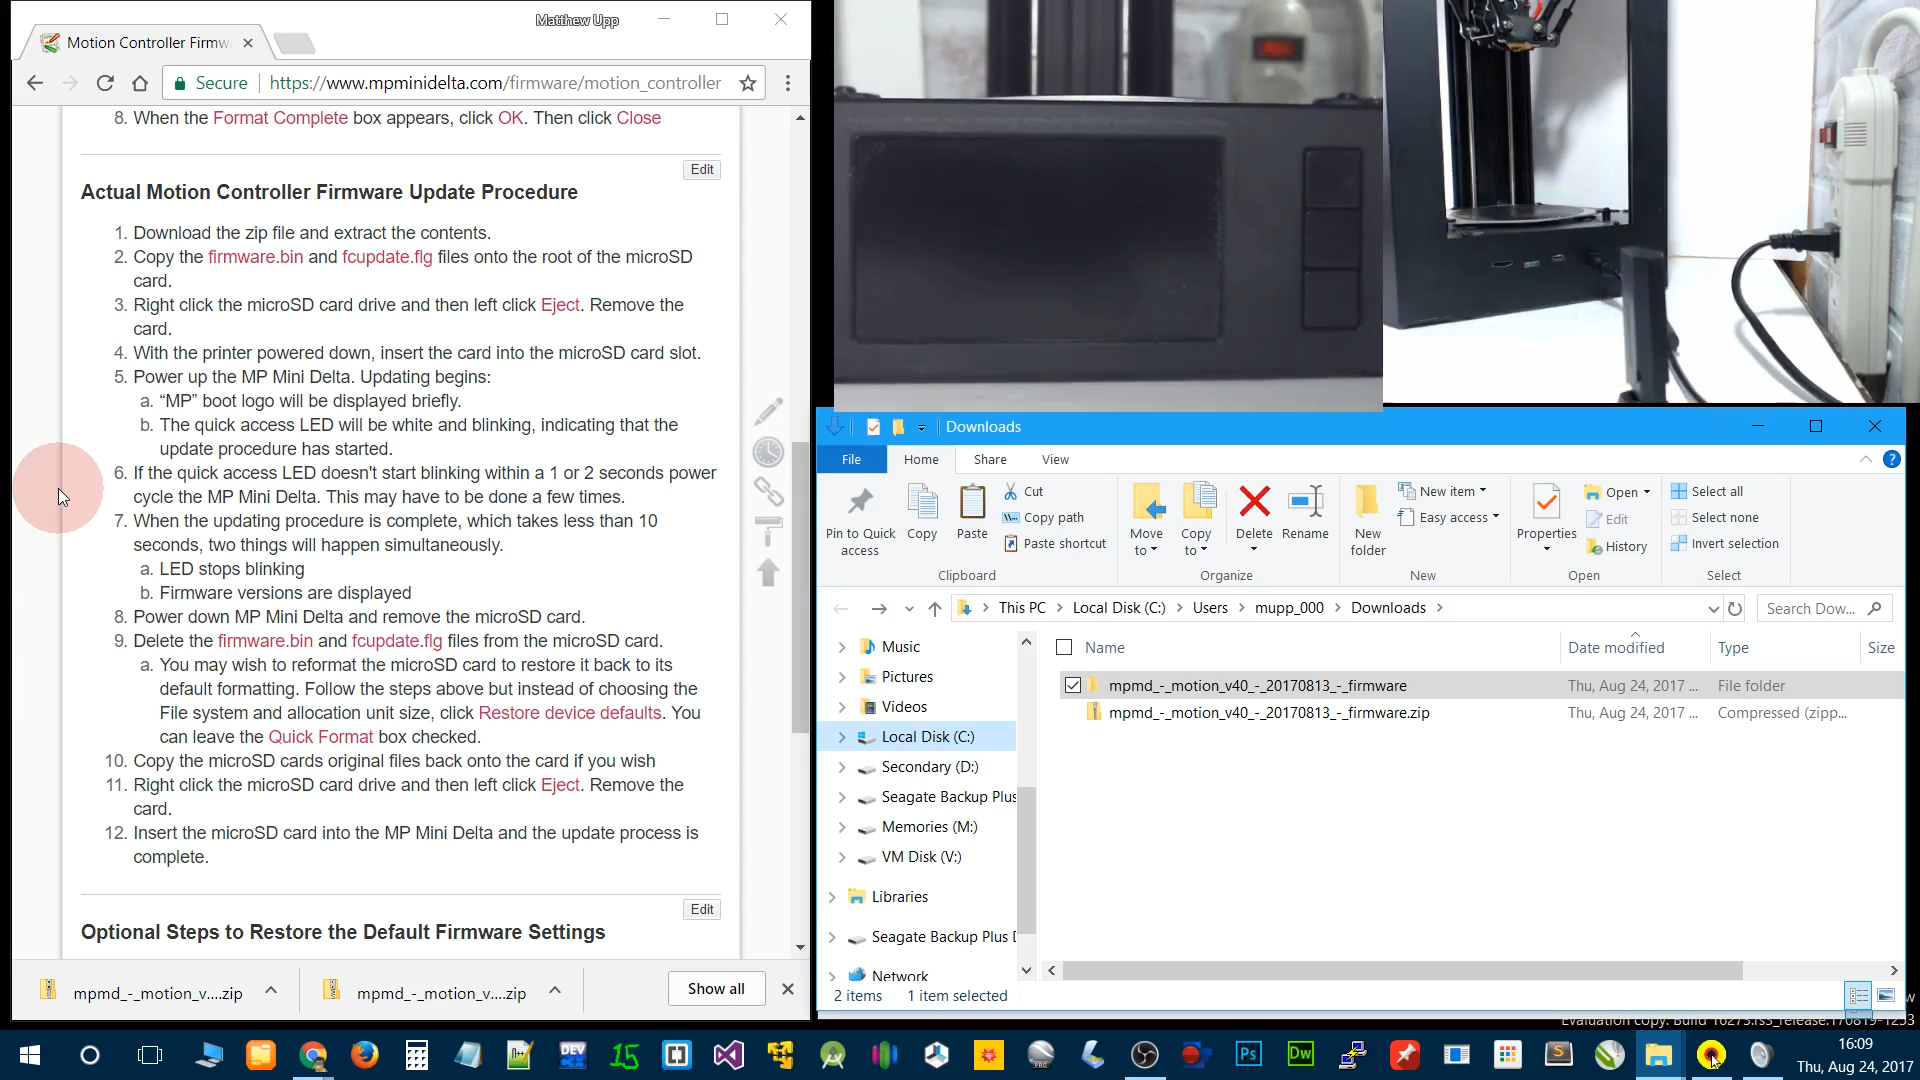 Matthew Upp
Motion Controller Firmw
Secure
https://www.mpminidelta.com/firmware/motion_controller
8. When the Format Complete box appears, click OK. Then click Close
Edit
Actual Motion Controller Firmware Update Procedure
1. Download the zip file and extract the contents.
2. Copy the firmware.bin and fcupdate.flg files onto the root of the microSD
card.
3. Right click the microSD card drive and then left click Eject. Remove the
card.
4. With the printer powered down, insert the card into the microSD card slot.
5. Power up the MP Mini Delta. Updating begins:
a. “MP” boot logo will be displayed briefly.
b. The quick access LED will be white and blinking, indicating that the
update procedure has started.
6. If the quick access LED doesn't start blinking within a 1 or 2 seconds power
cycle the MP Mini Delta. This may have to be done a few times.
7. When the updating procedure is complete, which takes less than 10
seconds, two things will happen simultaneously.
a. LED stops blinking
b. Firmware versions are displayed
8. Power down MP Mini Delta and remove the microSD card.
9. Delete the firmware.bin and fcupdate.flg files from the microSD card.
a. You may wish to reformat the microSD card to restore it back to its
default formatting. Follow the steps above but instead of choosing the
File system and allocation unit size, click Restore device defaults. You
can leave the Quick Format box checked.
10. Copy the microSD cards original files back onto the card if you wish
11. Right click the microSD card drive and then left click Eject. Remove the
card.
12. Insert the microSD card into the MP Mini Delta and the update process is
complete.
Edit
Optional Steps to Restore the Default Firmware Settings
mpmd_-_motion_v....zip
mpmd_-_motion_v....zip
Show all
Downloads
File
Home
Share
View
Pin to Quick
access
Copy
Paste
Cut
Copy path
Paste shortcut
Clipboard
Move
to
Copy
to
Delete
Rename
Organize
New
folder
New item
Easy access
New
Properties
Open
Edit
History
Open
Select all
Select none
Invert selection
Select
This PC
Local Disk (C:)
Users
mupp_000
Downloads
Search Dow...
Music
Pictures
Videos
Local Disk (C:)
Secondary (D:)
Seagate Backup Plus
Memories (M:)
VM Disk (V:)
Libraries
Seagate Backup Plus D
Network
Name
Date modified
Type
Size
mpmd_-_motion_v40_-_20170813_-_firmware
Thu, Aug 24, 2017 ...
File folder
mpmd_-_motion_v40_-_20170813_-_firmware.zip
Thu, Aug 24, 2017 ...
Compressed (zipp...
2 items
1 item selected
Evaluation copy. Build 16273.rs3_release.170819-1253
DEV
15
PRO
Ps
Dw
S
16:09
Thu, Aug 24, 2017